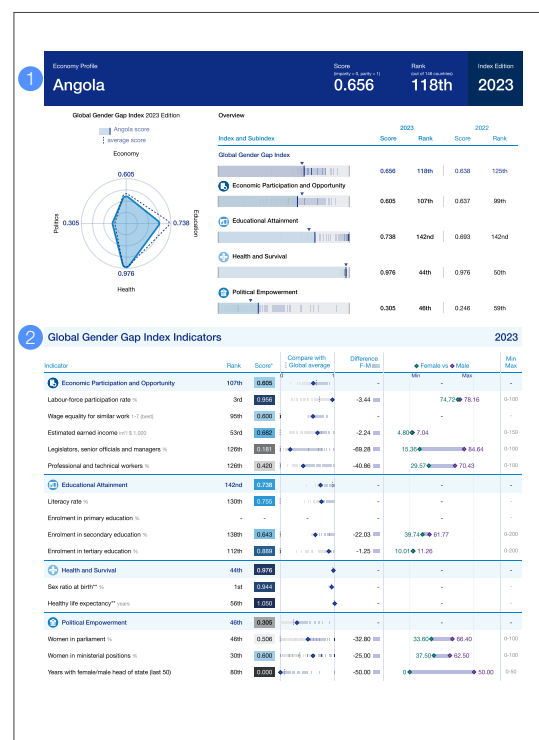 1
Economy Profile
Angola
Score
(imparity = 0, parity = 1)
0.656
Rank
(out of 146 countries)
118th
Index Edition
2023
Global Gender Gap Index 2023 Edition
Angola score
average score
Economy
0.605
Politics
0.305
0.738
Education
0.976
Health
Overview
2023 2022
Index and Subindex Score Rank Score Rank
Global Gender Gap Index
0.656 118th 0.638 125th
Economic Participation and Opportunity
0.605 107th 0.637 99th
Educational Attainment
0.738 142nd 0.693 142nd
Health and Survival
0.976 44th 0.976 50th
Political Empowerment
0.305 46th 0.246 59th
2
Global Gender Gap Index Indicators 2023
Indicator Rank Score* Compare with Global average Difference F-M Female vs Male Min Max
0 1 Min Max
Economic Participation and Opportunity 107th 0.605 - - -
Labour-force participation rate % 3rd 0.956 -3.44 74.72 78.16 0-100
Wage equality for similar work 1-7 (best) 95th 0.600 - - -
Estimated earned income int'l $ 1,000 53rd 0.682 -2.24 4.80 7.04 0-150
Legislators, senior officials and managers % 126th 0.181 -69.28 15.36 84.64 0-100
Professional and technical workers % 126th 0.420 -40.86 29.57 70.43 0-100
Educational Attainment 142nd 0.738 - - -
Literacy rate % 130th 0.755 - - -
Enrolment in primary education % - - - - -
Enrolment in secondary education % 138th 0.643 -22.03 39.74 61.77 0-200
Enrolment in tertiary education % 112th 0.889 -1.25 10.01 11.26 0-200
Health and Survival 44th 0.976 - - -
Sex ratio at birth** % 1st 0.944 - - -
Healthy life expectancy** years 56th 1.050 - - -
Political Empowerment 46th 0.305 - - -
Women in parliament % 46th 0.506 -32.80 33.60 66.40 0-100
Women in ministerial positions % 30th 0.600 -25.00 37.50 62.50 0-100
Years with female/male head of state (last 50) 80th 0.000 -50.00 0 50.00 0-50